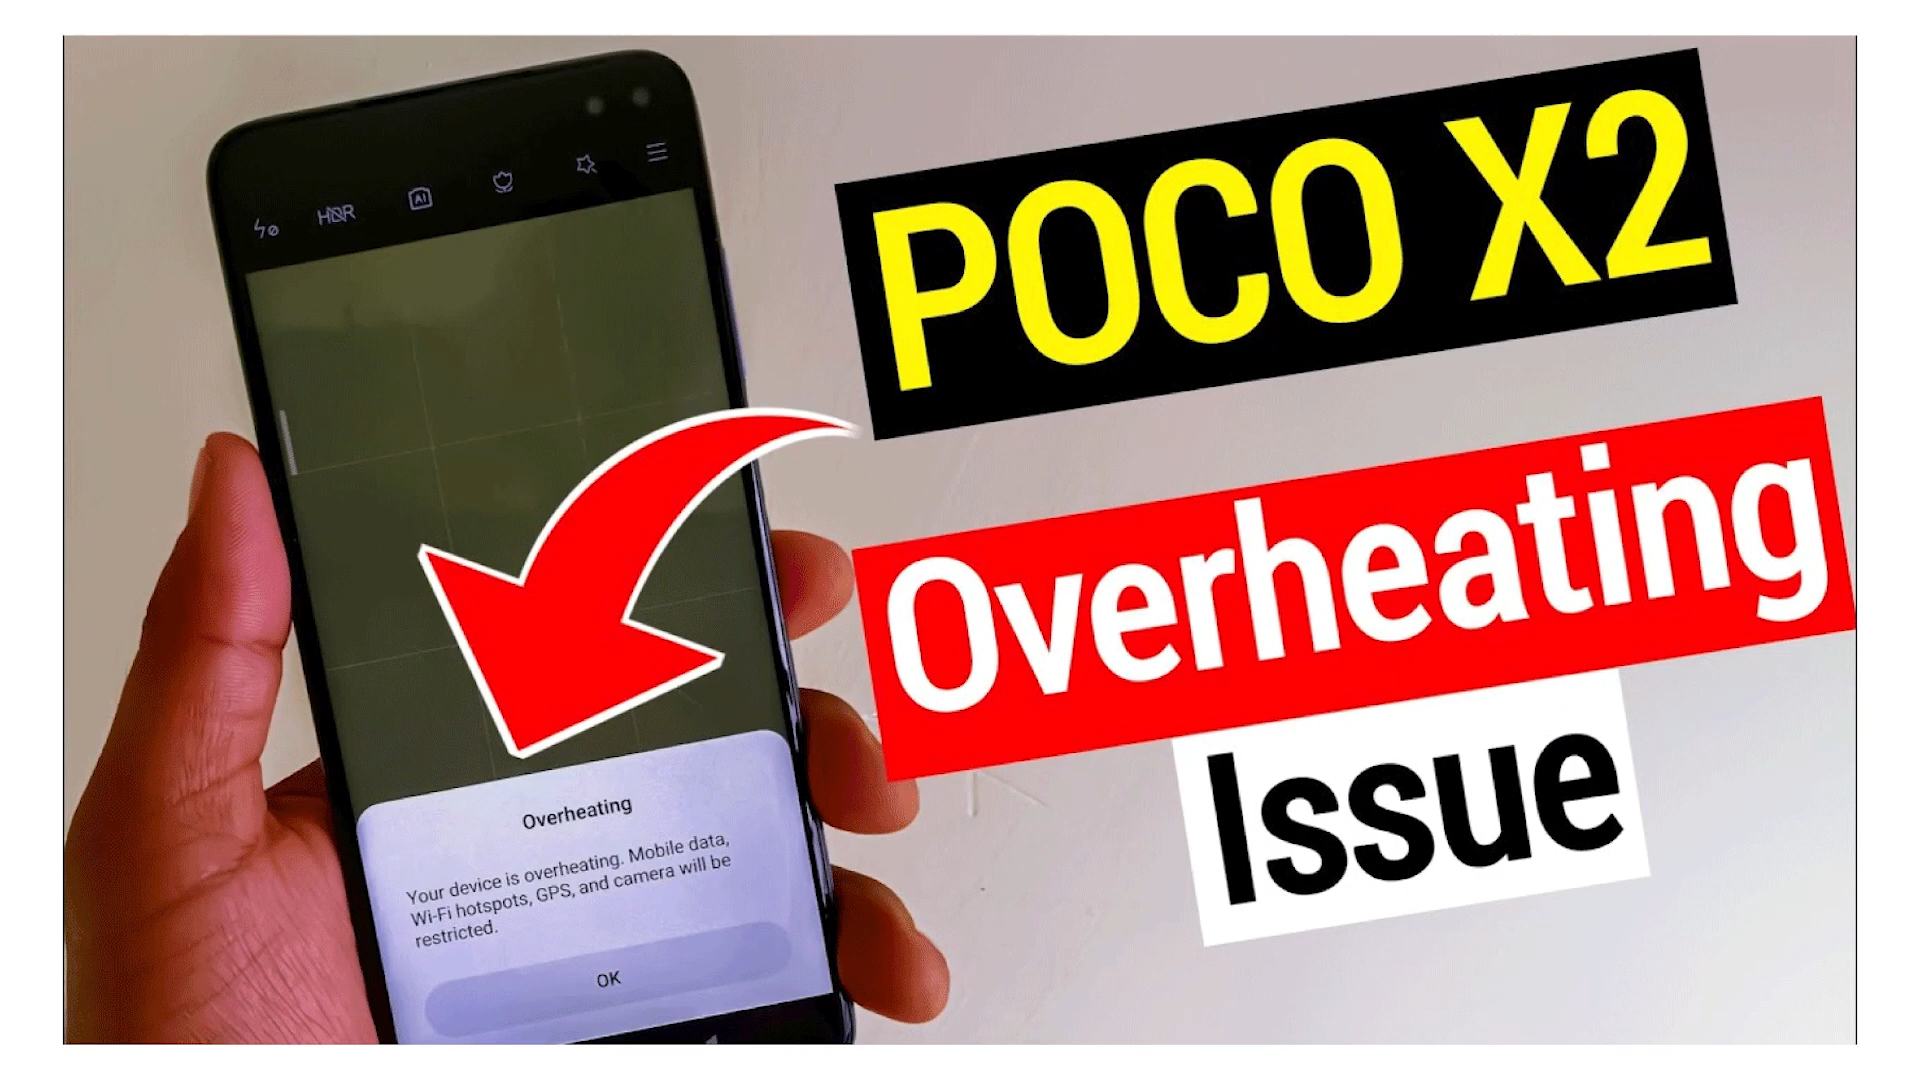 HDR
AI
POCO X2
Overheating
Issue
Overheating
Your device is overheating. Mobile data,
Wi-Fi hotspots, GPS, and camera will be
restricted.
OK